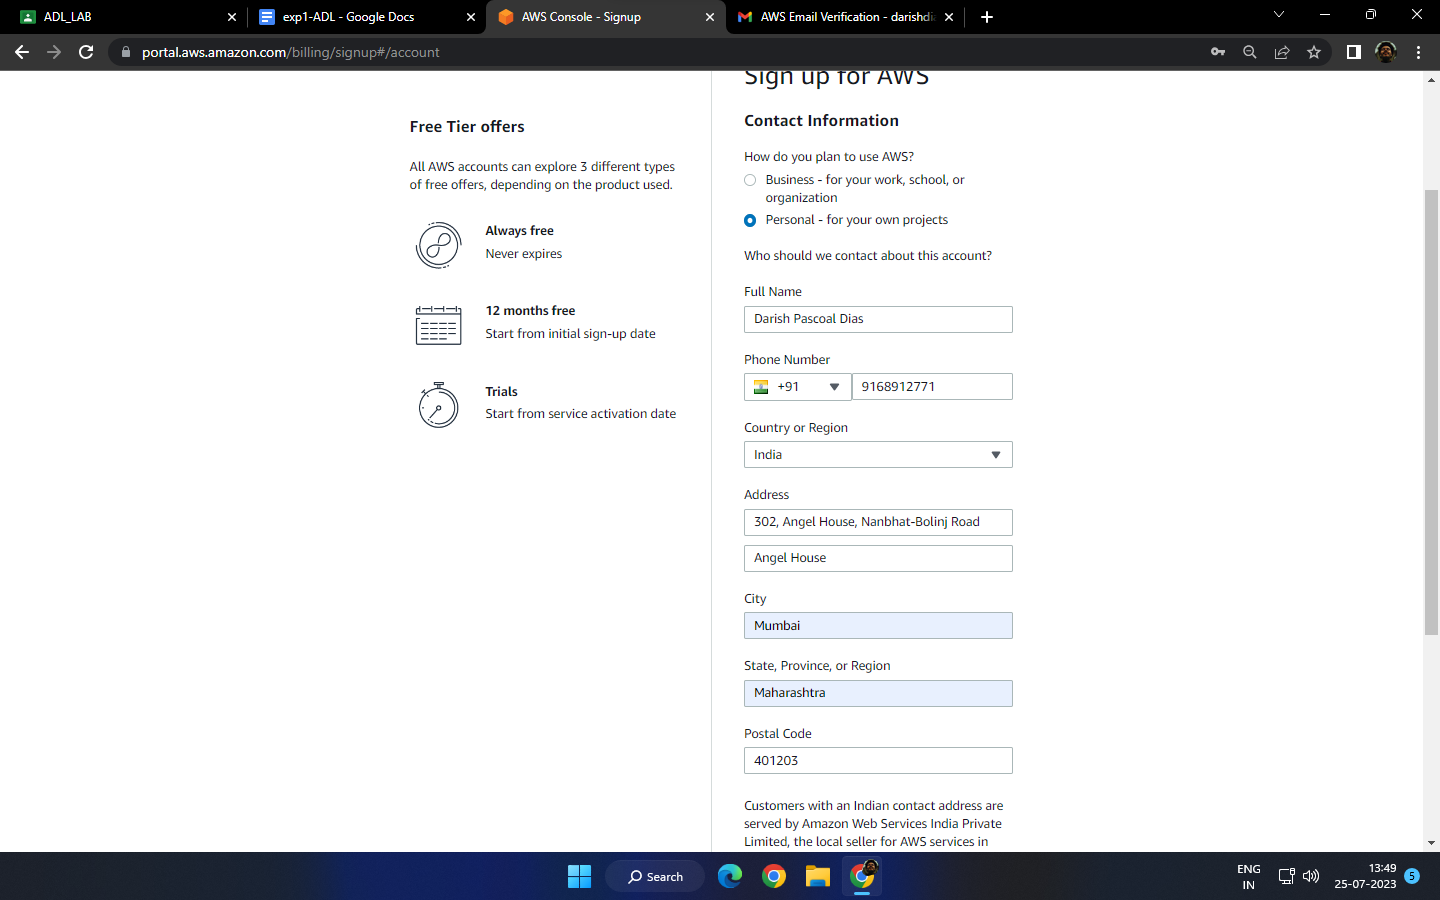 ADL_LAB
exp1-ADL - Google Docs
AWS Console - Signup
AWS Email Verification - darishdi
portal.aws.amazon.com/billing/signup#/account
Free Tier offers
All AWS accounts can explore 3 different types
of free offers, depending on the product used.
Always free
Never expires
12 months free
Start from initial sign-up date
Trials
Start from service activation date
Sign up for AWS
Contact Information
How do you plan to use AWS?
Business - for your work, school, or
organization
Personal - for your own projects
Who should we contact about this account?
Full Name
Darish Pascoal Dias
Phone Number
+91
9168912771
Country or Region
India
Address
302, Angel House, Nanbhat-Bolinj Road
Angel House
City
Mumbai
State, Province, or Region
Maharashtra
Postal Code
401203
Customers with an Indian contact address are
served by Amazon Web Services India Private
Limited, the local seller for AWS services in
Search
ENG
IN
13:49
25-07-2023
5